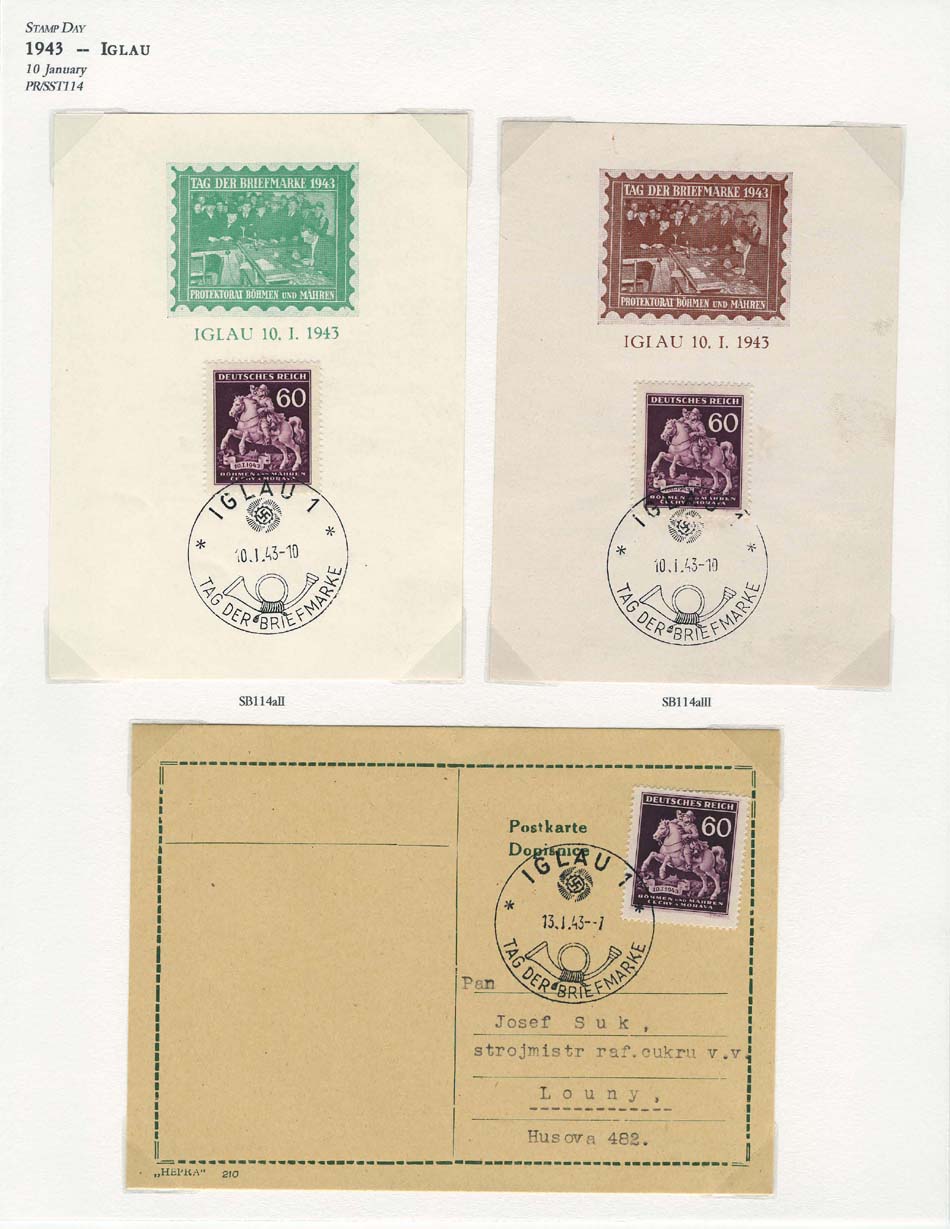 STAMP DAY
1943 -- IGLAU
10 January
PR/SST114
TAG DER BRIEFMARKE 1943
PROTEKTORAT BÖHMEN UND MÄHREN
IGLAU 10. I. 1943
DEUTSCHES REICH
60
10.I.1943
BÖHMEN UND MÄHREN
ČECHY A MORAVA
IGLAU 1
* *
10.I.43-10
TAG DER BRIEFMARKE
SB114aII
TAG DER BRIEFMARKE 1943
PROTEKTORAT BÖHMEN UND MÄHREN
IGIAU 10. I. 1943
DEUTSCHES REICH
60
BÖHMEN UND MÄHREN
ČECHY A MORAVA
IGLAU 1
* *
10.I.43-10
TAG DER BRIEFMARKE
SB114aIII
Postkarte
Dopisnice
DEUTSCHES REICH
60
10.I.1943
BÖHMEN UND MÄHREN
ČECHY A MORAVA
IGLAU 1
* *
13.I.43--7
TAG DER BRIEFMARKE
Pan
Josef Suk,
strojmistr raf.cukru v.v.
Louny,
Husova 482.
„HEPRA" 210